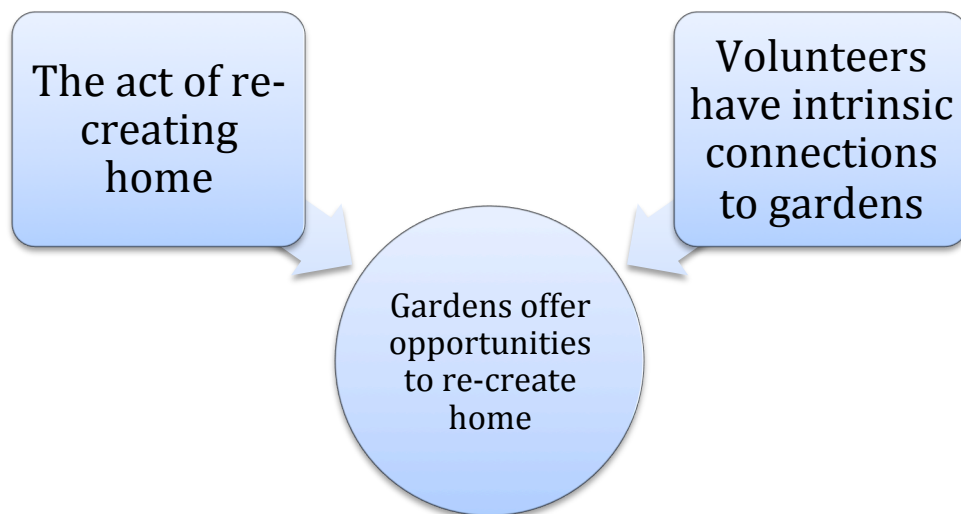 The act of re-
creating
home
Volunteers
have intrinsic
connections
to gardens
Gardens offer
opportunities
to re-create
home